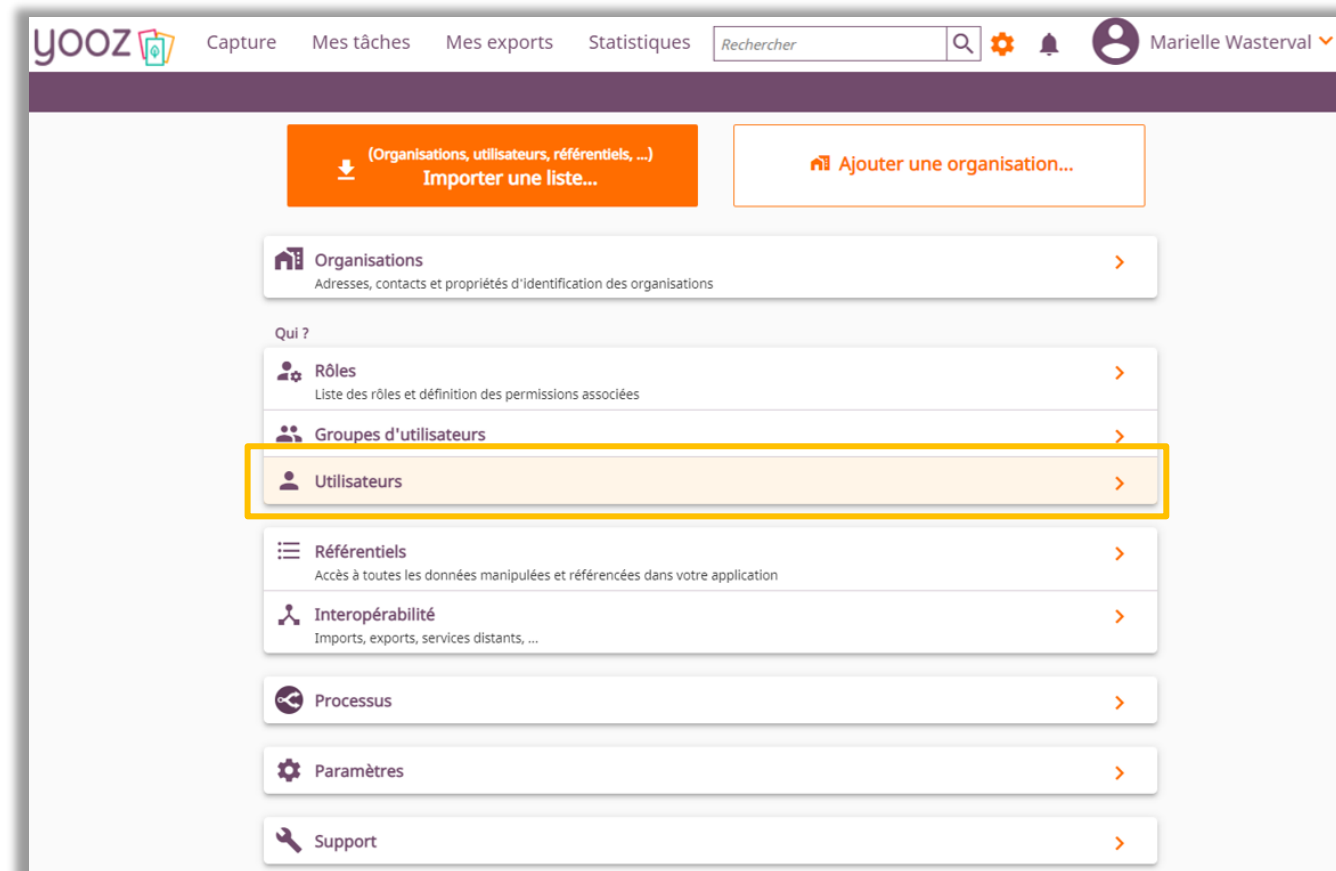 yooz Capture Mes tâches Mes exports Statistiques Rechercher Marielle Wasterval
(Organisations, utilisateurs, référentiels, ...)
Importer une liste...
Ajouter une organisation...
Organisations
Adresses, contacts et propriétés d'identification des organisations
Qui ?
Rôles
Liste des rôles et définition des permissions associées
Groupes d'utilisateurs
Utilisateurs
Référentiels
Accès à toutes les données manipulées et référencées dans votre application
Interopérabilité
Imports, exports, services distants, ...
Processus
Paramètres
Support